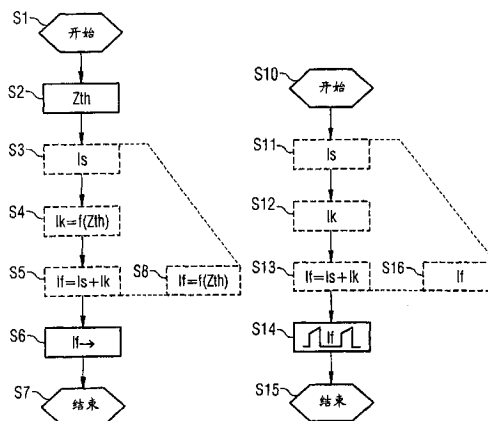 S1
开始
S2
Zth
S3
Is
S4
Ik=f(Zth)
S5
If=Is+Ik
S8
If=f(Zth)
S6
If→
S7
结束
S10
开始
S11
Is
S12
Ik
S13
If=Is+Ik
S16
If
S14
If
S15
结束